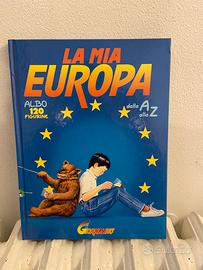 LA MIA
EUROPA
ALBO
120
FIGURINE
dalla A
alla Z